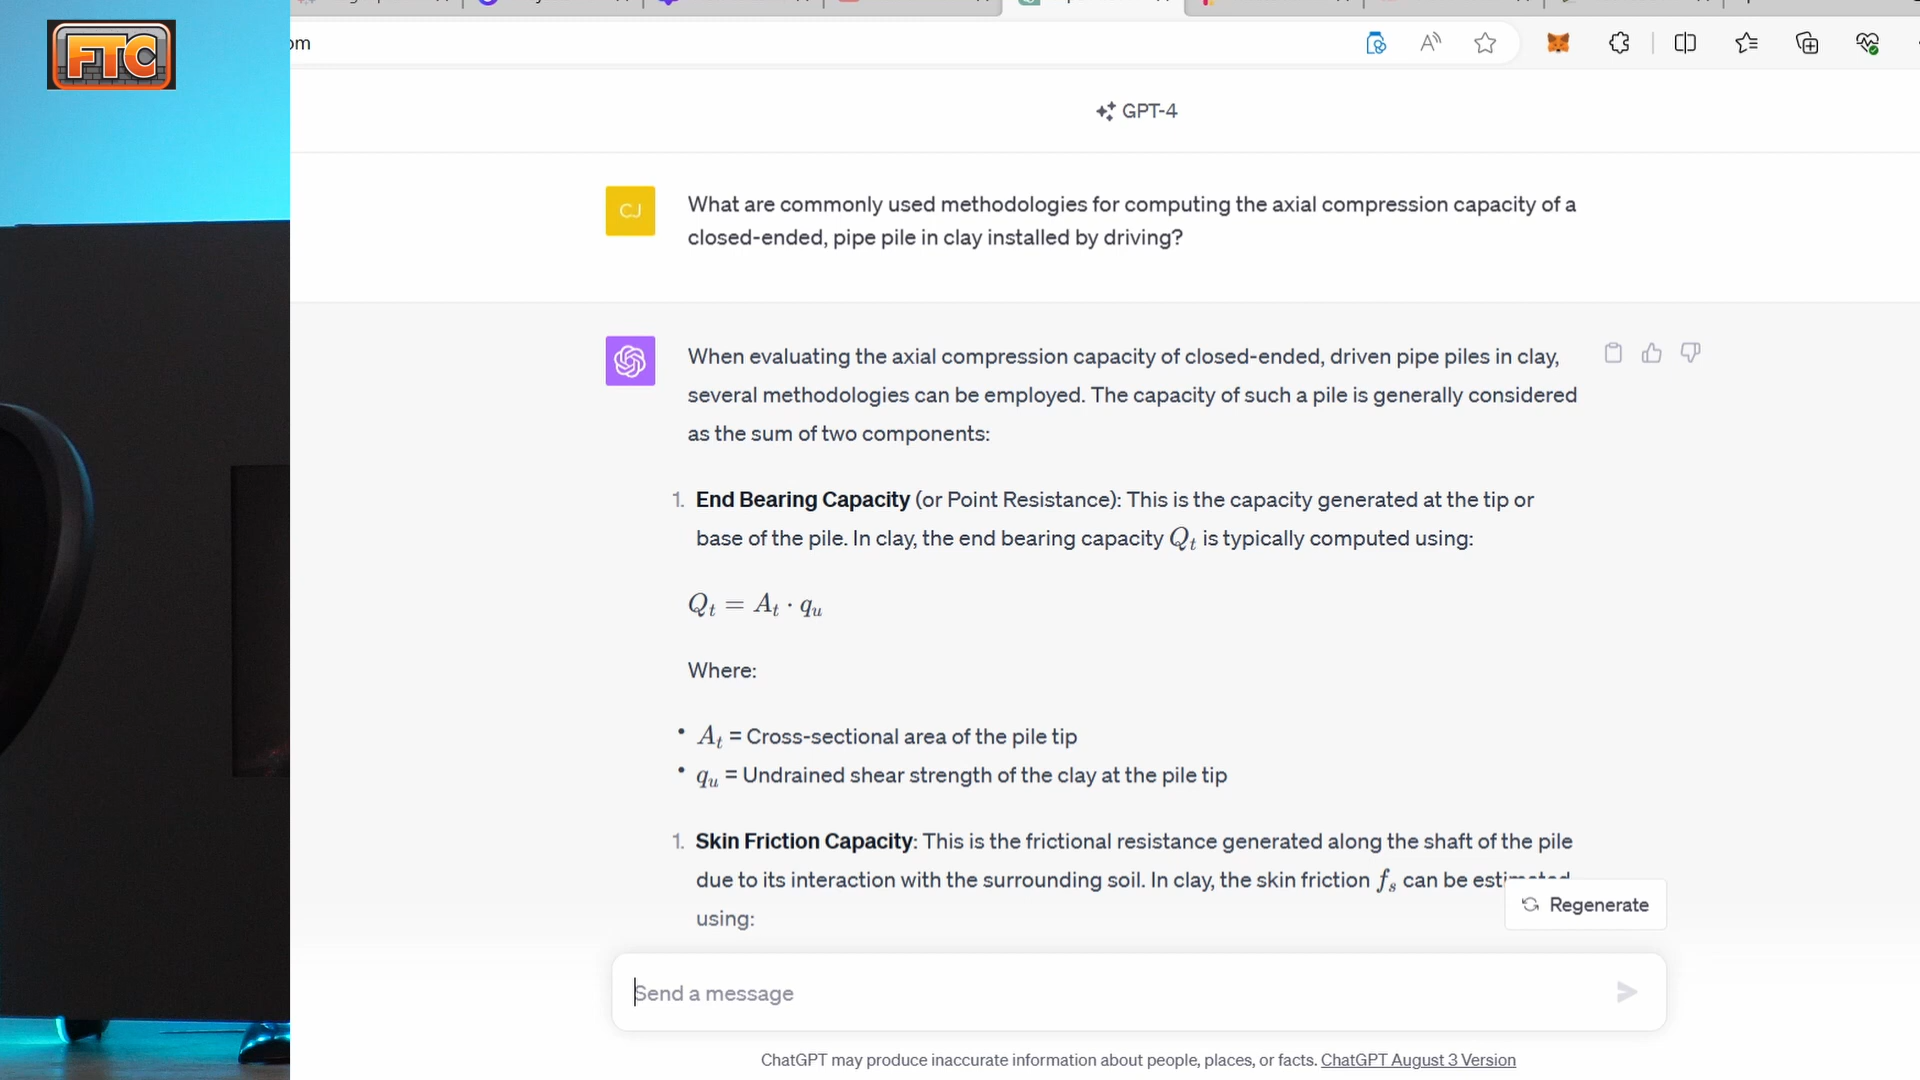 FTC
om
GPT-4
CJ
What are commonly used methodologies for computing the axial compression capacity of a
closed-ended, pipe pile in clay installed by driving?
When evaluating the axial compression capacity of closed-ended, driven pipe piles in clay,
several methodologies can be employed. The capacity of such a pile is generally considered
as the sum of two components:
1. End Bearing Capacity (or Point Resistance): This is the capacity generated at the tip or
base of the pile. In clay, the end bearing capacity Qₜ is typically computed using:
Qₜ = Aₜ · qᵤ
Where:
• Aₜ = Cross-sectional area of the pile tip
• qᵤ = Undrained shear strength of the clay at the pile tip
1. Skin Friction Capacity: This is the frictional resistance generated along the shaft of the pile
due to its interaction with the surrounding soil. In clay, the skin friction fₛ can be estimated
using:
Regenerate
Send a message
ChatGPT may produce inaccurate information about people, places, or facts. ChatGPT August 3 Version